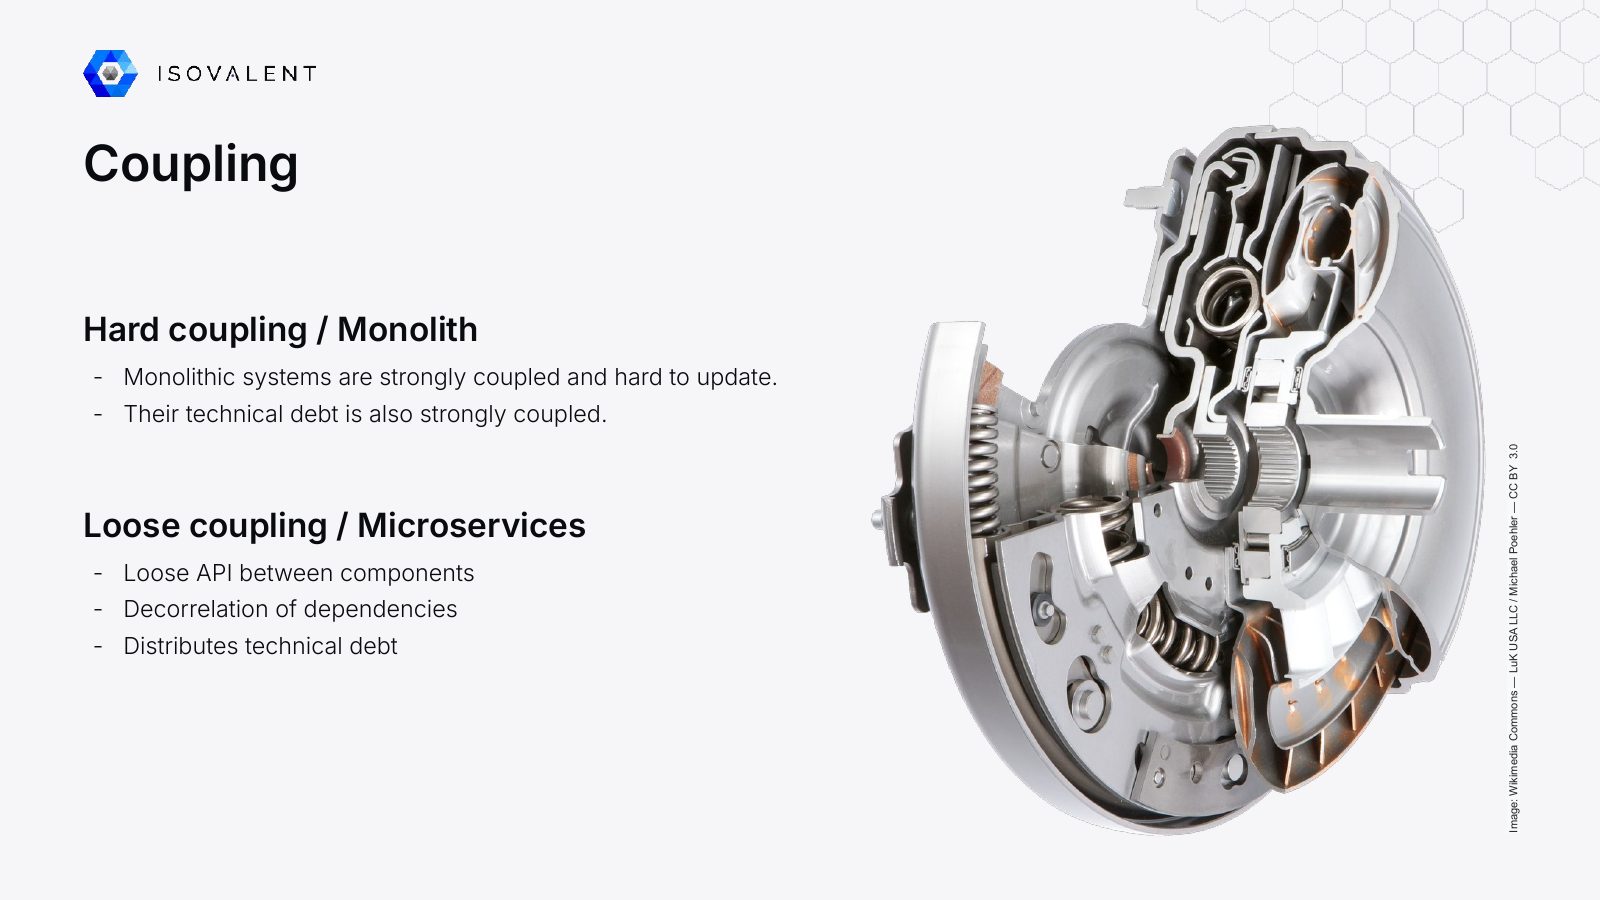 ISOVALENT
Coupling
Hard coupling / Monolith
- Monolithic systems are strongly coupled and hard to update.
- Their technical debt is also strongly coupled.
Loose coupling / Microservices
- Loose API between components
- Decorrelation of dependencies
- Distributes technical debt
Image: Wikimedia Commons — LuK USA LLC / Michael Poehler — CC BY 3.0